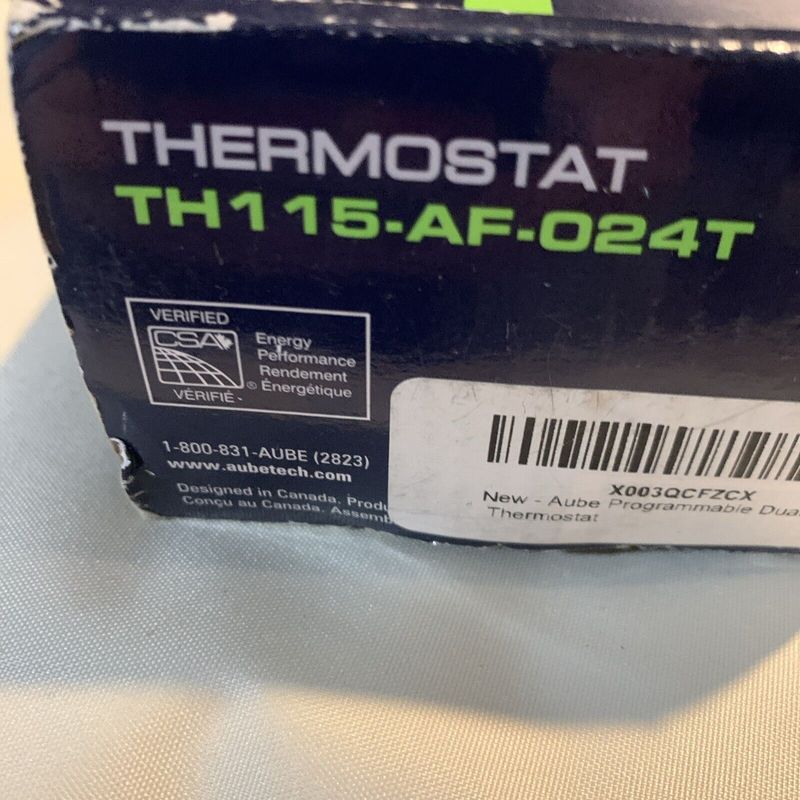 THERMOSTAT
TH115-AF-024T
VERIFIED
CSA
Energy
Performance
Rendement
® Énergétique
VÉRIFIÉ
1-800-831-AUBE (2823)
www.aubetech.com
Designed in Canada.
Conçu au Canada.
X003QCFZCX
New - Aube Programmable
Thermostat